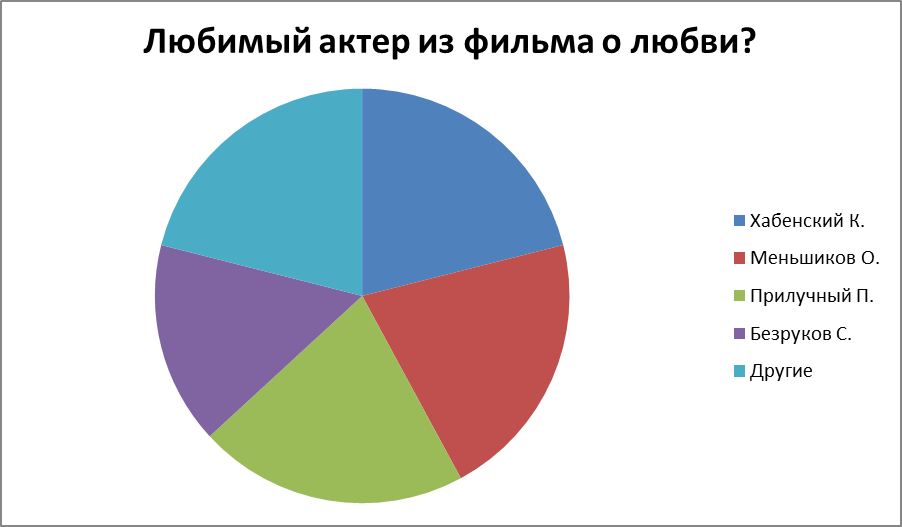 Любимый актер из фильма о любви?
Хабенский К.
Меньшиков О.
Прилучный П.
Безруков С.
Другие